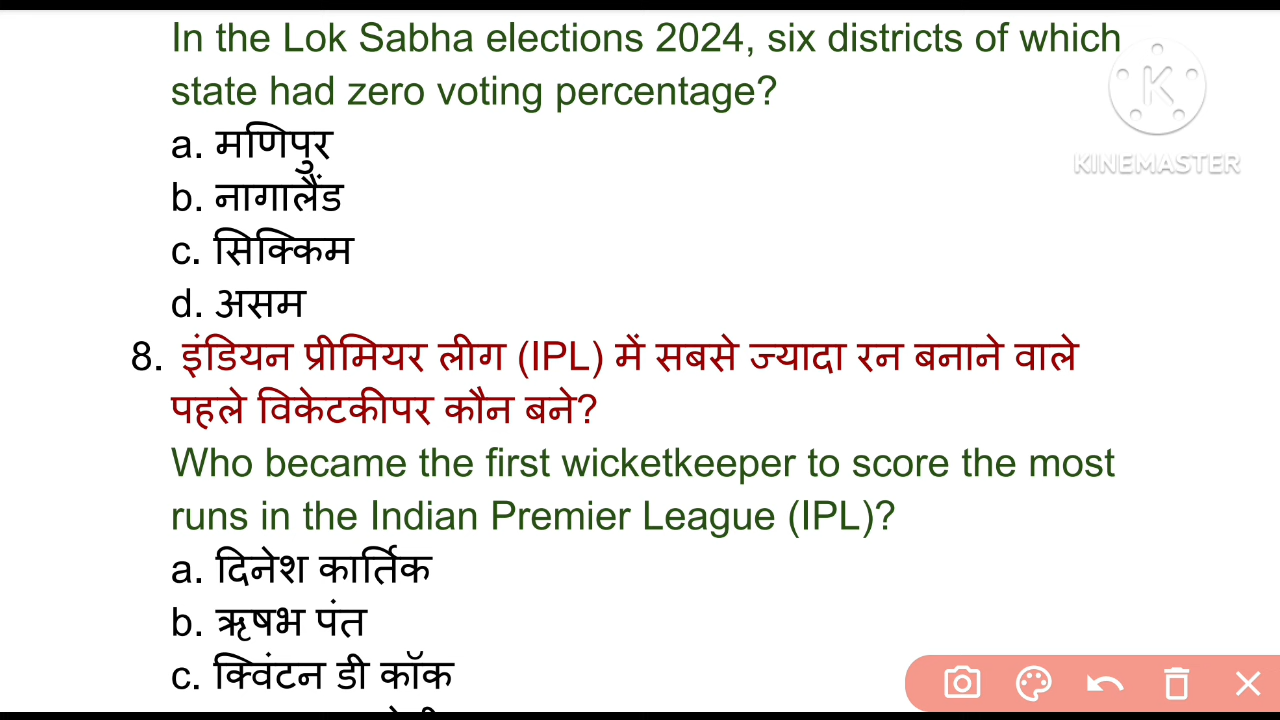 In the Lok Sabha elections 2024, six districts of which
state had zero voting percentage?
a. मणिपुर
b. नागालैंड
c. सिक्किम
d. असम
8. इंडियन प्रीमियर लीग (IPL) में सबसे ज्यादा रन बनाने वाले
पहले विकेटकीपर कौन बने?
Who became the first wicketkeeper to score the most
runs in the Indian Premier League (IPL)?
a. दिनेश कार्तिक
b. ऋषभ पंत
c. क्विंटन डी कॉक
K
KINEMASTER